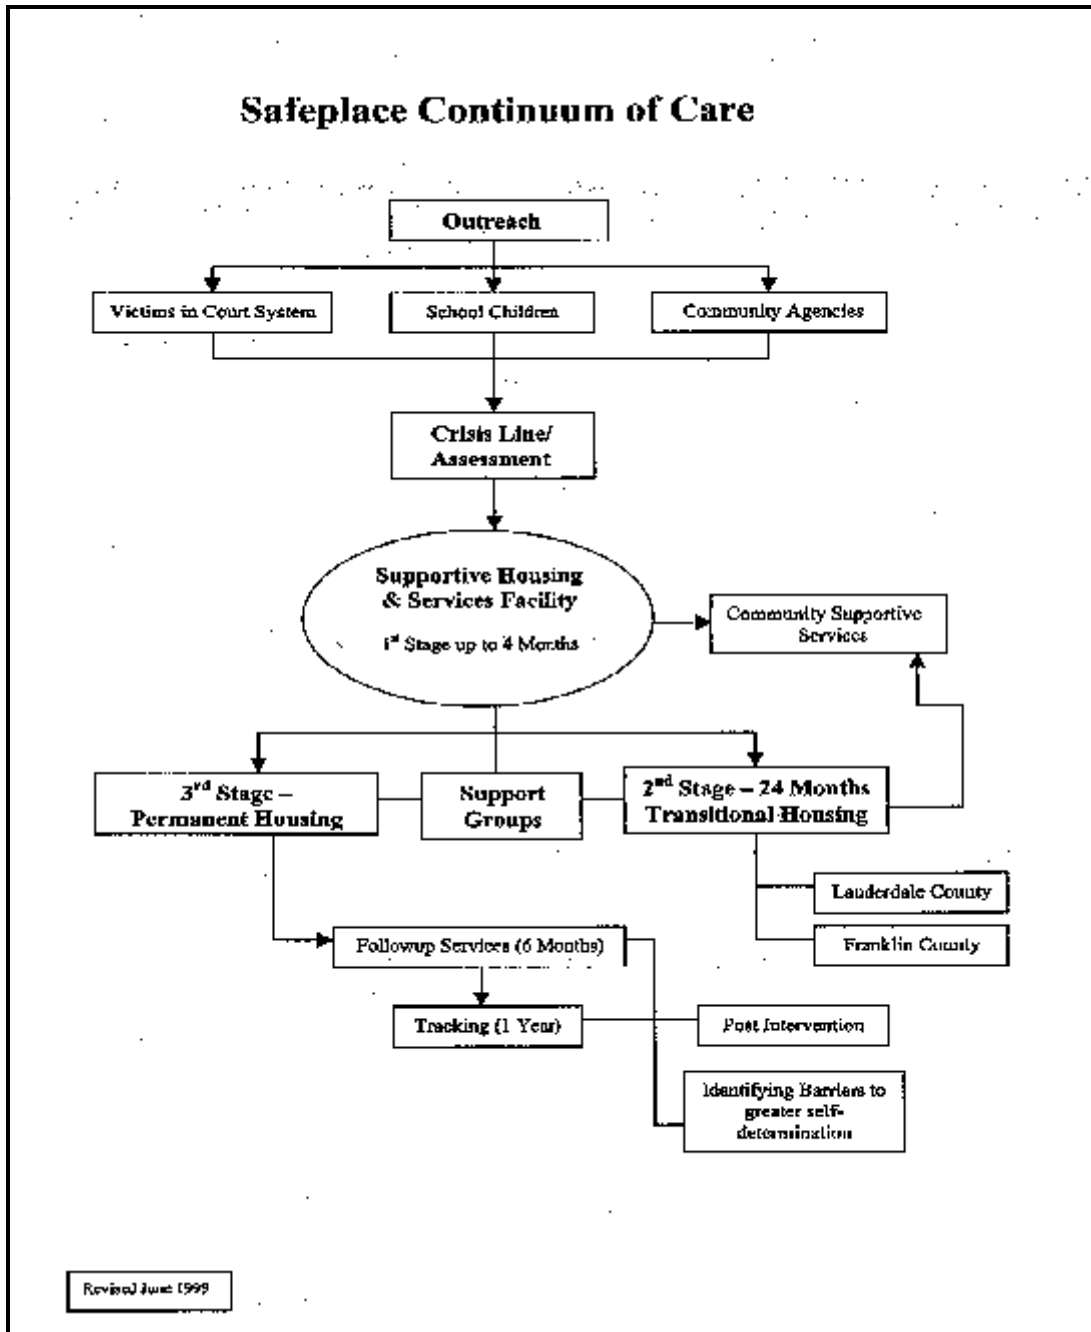 Safeplace Continuum of Care
Outreach
Victims in Court System
School Children
Community Agencies
Crisis Line/
Assessment
Supportive Housing
& Services Facility
1st Stage up to 4 Months
Community Supportive
Services
3rd Stage –
Permanent Housing
Support
Groups
2nd Stage – 24 Months
Transitional Housing
Lauderdale County
Franklin County
Followup Services (6 Months)
Tracking (1 Year)
Post Intervention
Identifying Barriers to
greater self-
determination
Revised June 1999